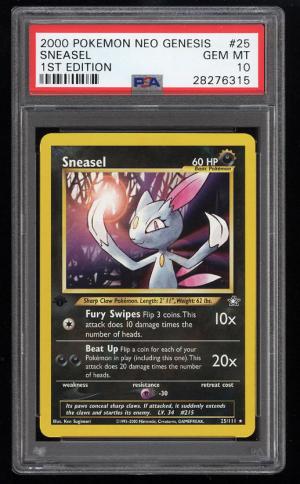 2000 POKEMON NEO GENESIS #25
SNEASEL GEM MT
1ST EDITION 10
PSA 28276315
Sneasel 60 HP
Basic Pokémon
Sharp Claw Pokémon. Length: 2' 11", Weight: 62 lbs.
Fury Swipes Flip 3 coins. This
attack does 10 damage times the
number of heads.
10x
Beat Up Flip a coin for each of your
Pokémon in play (including this one). This
attack does 20 damage times the
number of heads.
20x
weakness resistance retreat cost
-30
Its paws conceal sharp claws. If attacked, it suddenly extends
the claws and startles its enemy. LV. 34 #215
Illus. Ken Sugimori ©1995-2000 Nintendo, Creatures, GAMEFREAK. 25/111 ★